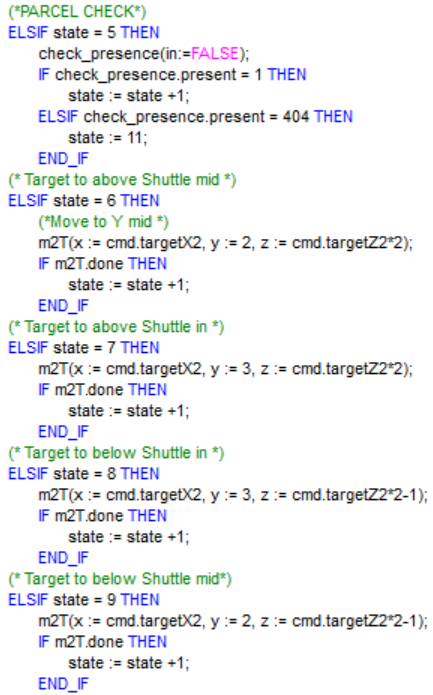 (*PARCEL CHECK*)
ELSIF state = 5 THEN
check_presence(in:=FALSE);
IF check_presence.present = 1 THEN
state := state +1;
ELSIF check_presence.present = 404 THEN
state := 11;
END_IF
(* Target to above Shuttle mid *)
ELSIF state = 6 THEN
(*Move to Y mid *)
m2T(x := cmd.targetX2, y := 2, z := cmd.targetZ2*2);
IF m2T.done THEN
state := state +1;
END_IF
(* Target to above Shuttle in *)
ELSIF state = 7 THEN
m2T(x := cmd.targetX2, y := 3, z := cmd.targetZ2*2);
IF m2T.done THEN
state := state +1;
END_IF
(* Target to below Shuttle in *)
ELSIF state = 8 THEN
m2T(x := cmd.targetX2, y := 3, z := cmd.targetZ2*2-1);
IF m2T.done THEN
state := state +1;
END_IF
(* Target to below Shuttle mid*)
ELSIF state = 9 THEN
m2T(x := cmd.targetX2, y := 2, z := cmd.targetZ2*2-1);
IF m2T.done THEN
state := state +1;
END_IF